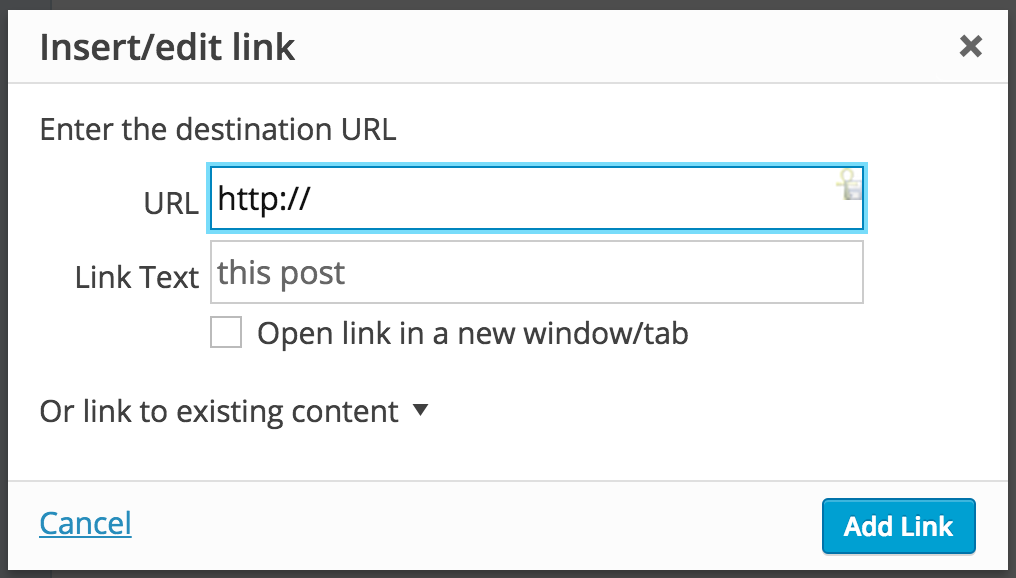 Insert/edit link
Enter the destination URL
URL http://
Link Text this post
Open link in a new window/tab
Or link to existing content
Cancel Add Link